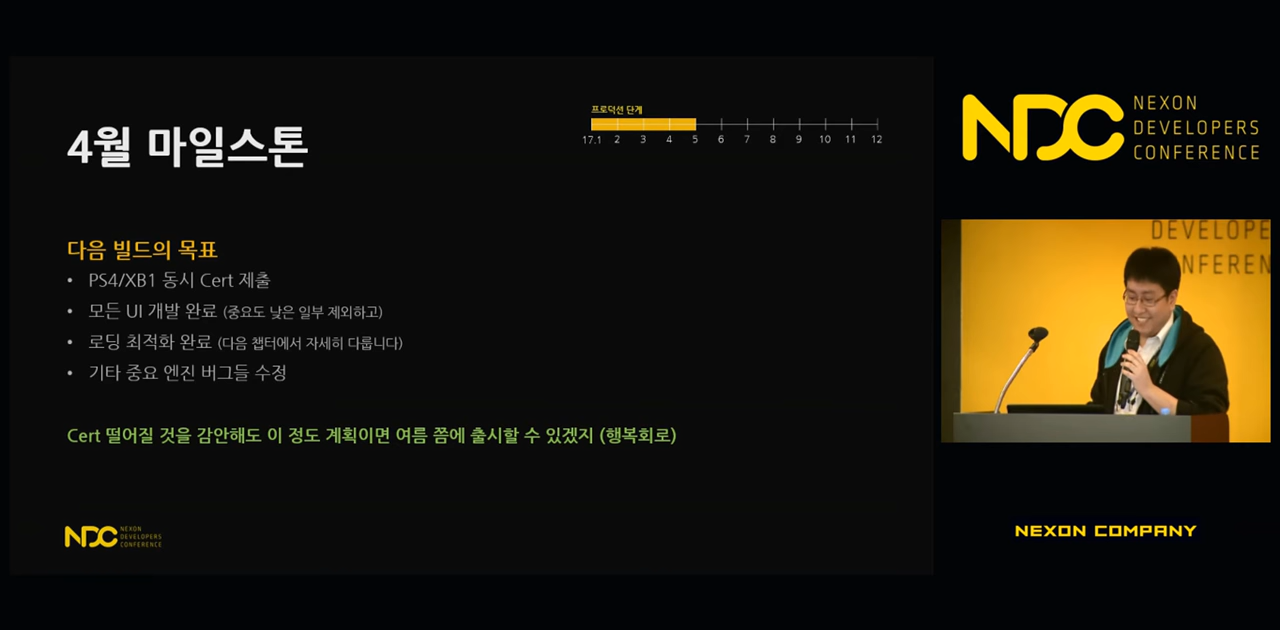 4월 마일스톤
프로덕션 단계
17.1 2 3 4 5 6 7 8 9 10 11 12
다음 빌드의 목표
• PS4/XB1 동시 Cert 제출
• 모든 UI 개발 완료 (중요도 낮은 일부 제외하고)
• 로딩 최적화 완료 (다음 챕터에서 자세히 다룹니다)
• 기타 중요 엔진 버그들 수정
Cert 떨어질 것을 감안해도 이 정도 계획이면 여름 쯤에 출시할 수 있겠지 (행복회로)
NDC NEXON
DEVELOPERS
CONFERENCE
NDC NEXON
DEVELOPERS
CONFERENCE
DEVELOPE
NFEREN
NEXON COMPANY